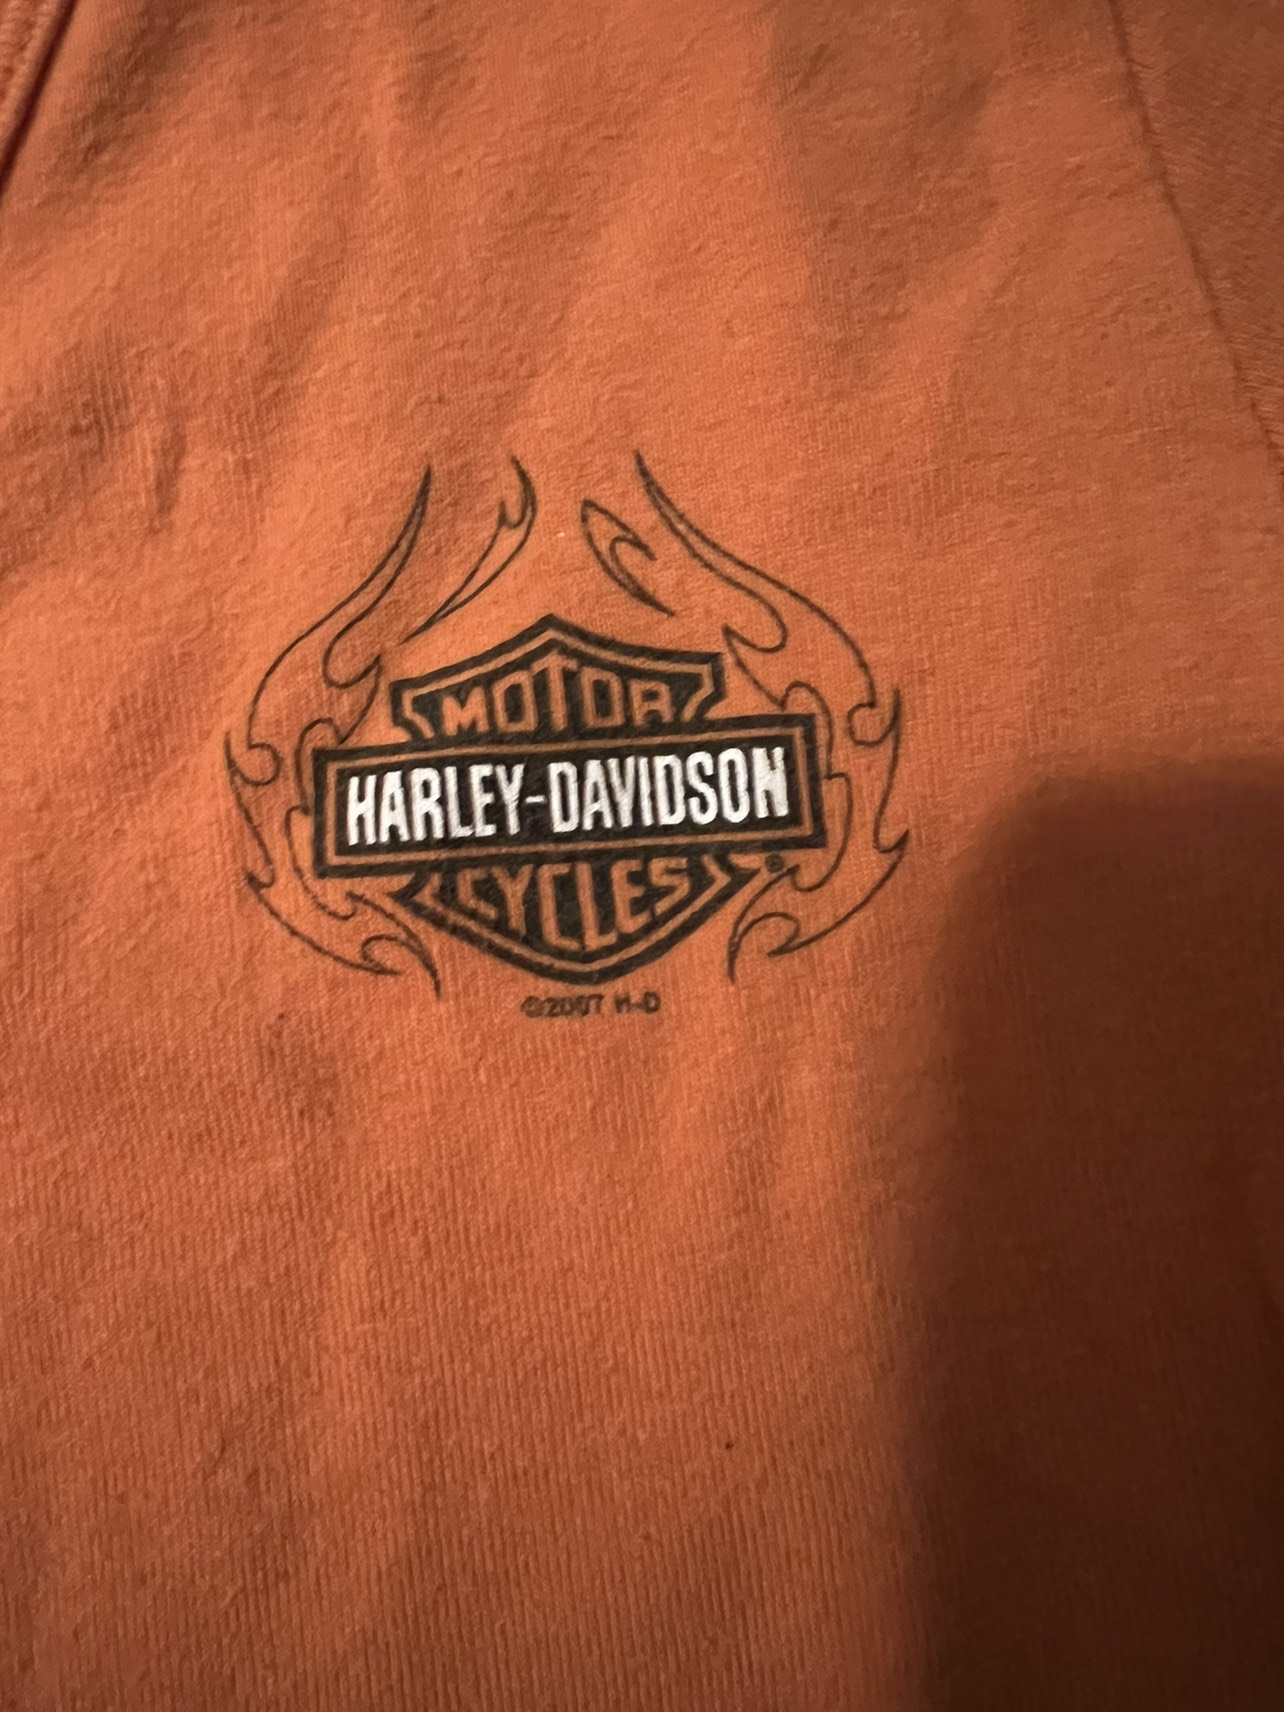 MOTOR
HARLEY-DAVIDSON
CYCLES ®
©2007 H-D